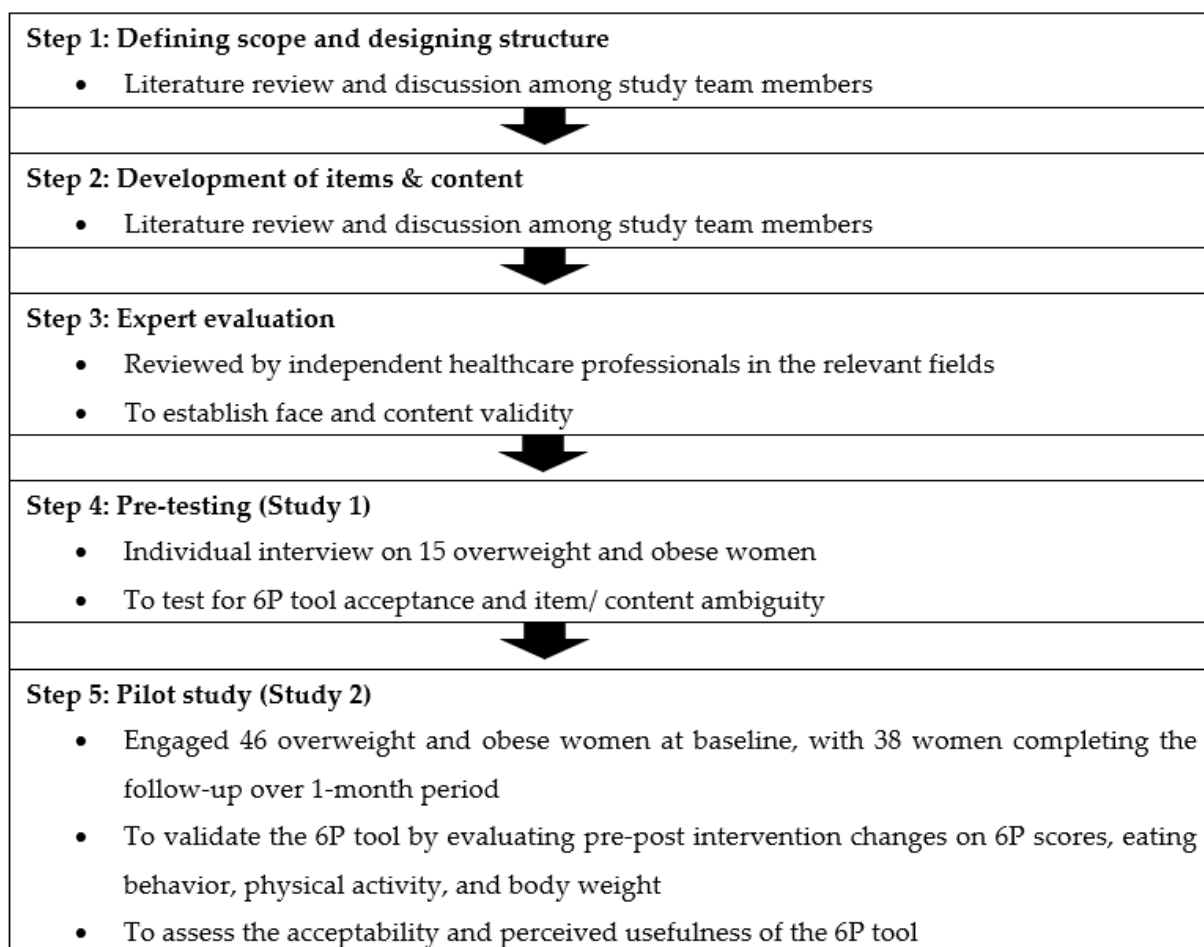 Step 1: Defining scope and designing structure
• Literature review and discussion among study team members
Step 2: Development of items & content
• Literature review and discussion among study team members
Step 3: Expert evaluation
• Reviewed by independent healthcare professionals in the relevant fields
• To establish face and content validity
Step 4: Pre-testing (Study 1)
• Individual interview on 15 overweight and obese women
• To test for 6P tool acceptance and item/ content ambiguity
Step 5: Pilot study (Study 2)
• Engaged 46 overweight and obese women at baseline, with 38 women completing the
follow-up over 1-month period
• To validate the 6P tool by evaluating pre-post intervention changes on 6P scores, eating
behavior, physical activity, and body weight
• To assess the acceptability and perceived usefulness of the 6P tool